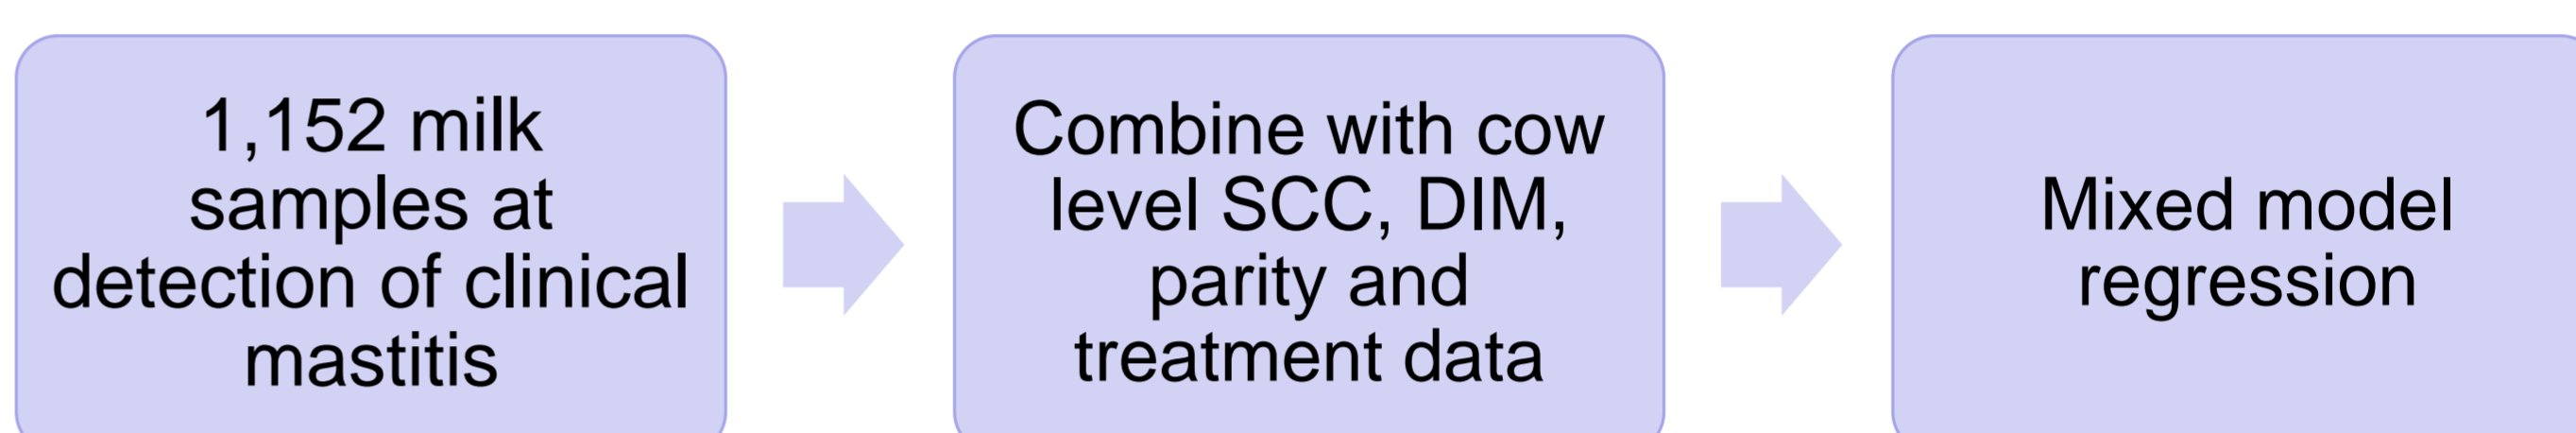 1,152 milk
samples at
detection of clinical
mastitis
Combine with cow
level SCC, DIM,
parity and
treatment data
Mixed model
regression